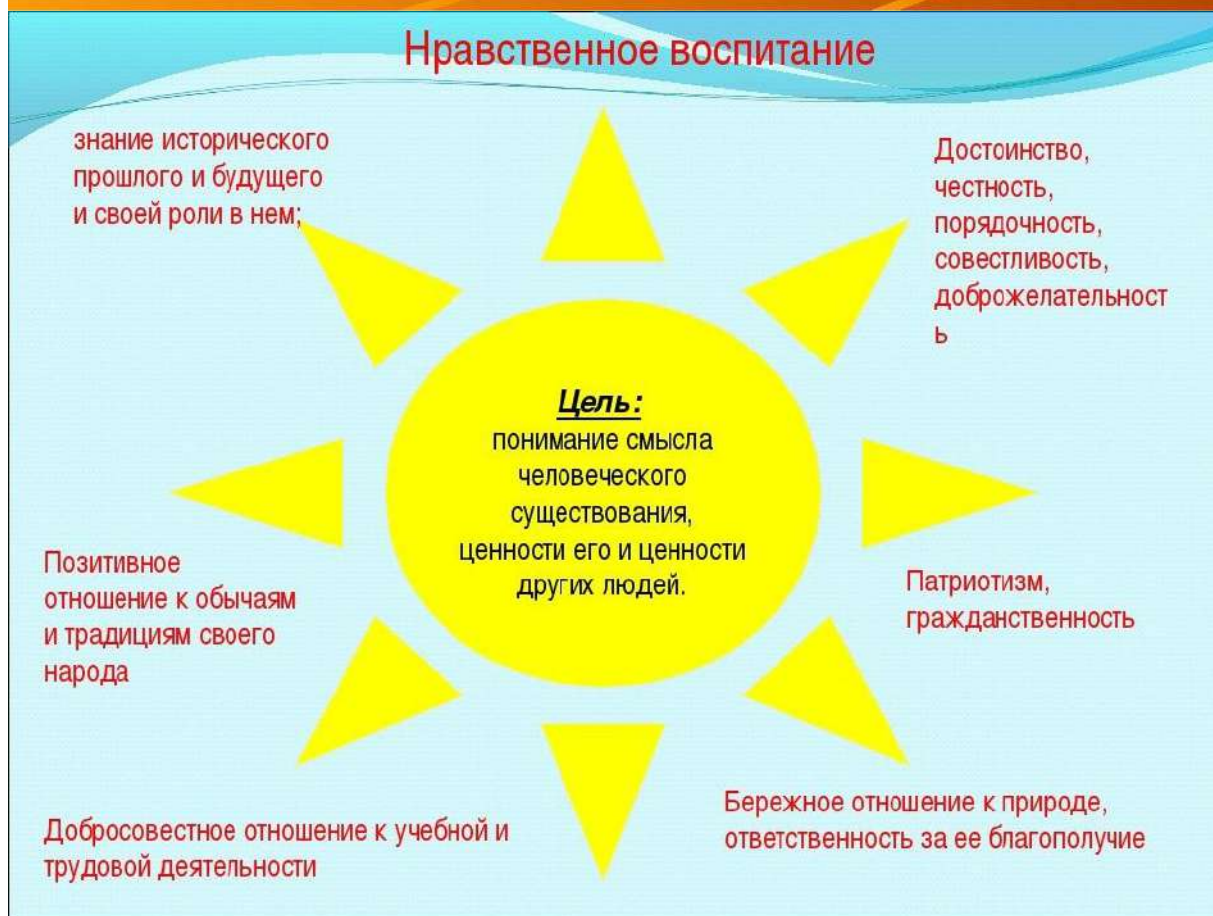 Нравственное воспитание
знание исторического
прошлого и будущего
и своей роли в нем;
Достоинство,
честность,
порядочность,
совестливость,
доброжелательност
ь
Цель:
понимание смысла
человеческого
существования,
ценности его и ценности
других людей.
Позитивное
отношение к обычаям
и традициям своего
народа
Патриотизм,
гражданственность
Добросовестное отношение к учебной и
трудовой деятельности
Бережное отношение к природе,
ответственность за ее благополучие